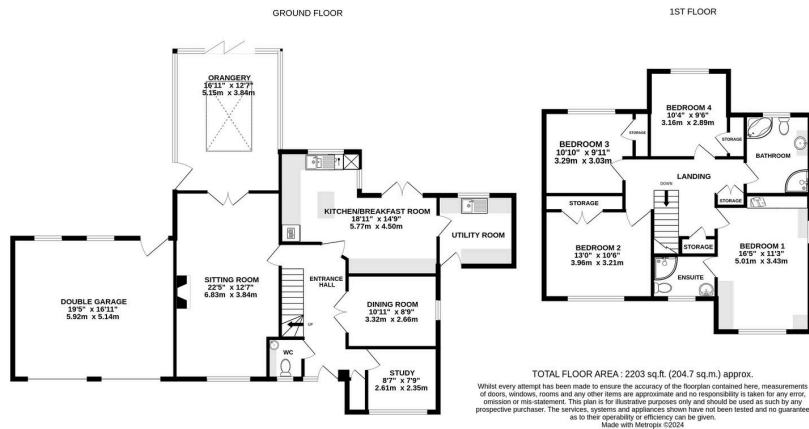 GROUND FLOOR
ORANGERY
16'11" x 12'7"
5.15m x 3.84m
KITCHEN/BREAKFAST ROOM
18'11" x 14'9"
5.77m x 4.50m
UTILITY ROOM
DOUBLE GARAGE
19'5" x 16'11"
5.92m x 5.14m
SITTING ROOM
22'5" x 12'7"
6.83m x 3.84m
ENTRANCE
HALL
UP
DINING ROOM
10'11" x 8'9"
3.32m x 2.66m
WC
STUDY
8'7" x 7'9"
2.61m x 2.35m
1ST FLOOR
BEDROOM 4
10'4" x 9'6"
3.16m x 2.89m
BEDROOM 3
10'10" x 9'11"
3.29m x 3.03m
STORAGE
STORAGE
BATHROOM
LANDING
DOWN
STORAGE
STORAGE
BEDROOM 2
13'0" x 10'6"
3.96m x 3.21m
STORAGE
BEDROOM 1
16'5" x 11'3"
5.01m x 3.43m
ENSUITE
TOTAL FLOOR AREA : 2203 sq.ft. (204.7 sq.m.) approx.
Whilst every attempt has been made to ensure the accuracy of the floorplan contained here, measurements
of doors, windows, rooms and any other items are approximate and no responsibility is taken for any error,
omission or mis-statement. This plan is for illustrative purposes only and should be used as such by any
prospective purchaser. The services, systems and appliances shown have not been tested and no guarantee
as to their operability or efficiency can be given.
Made with Metropix ©2024